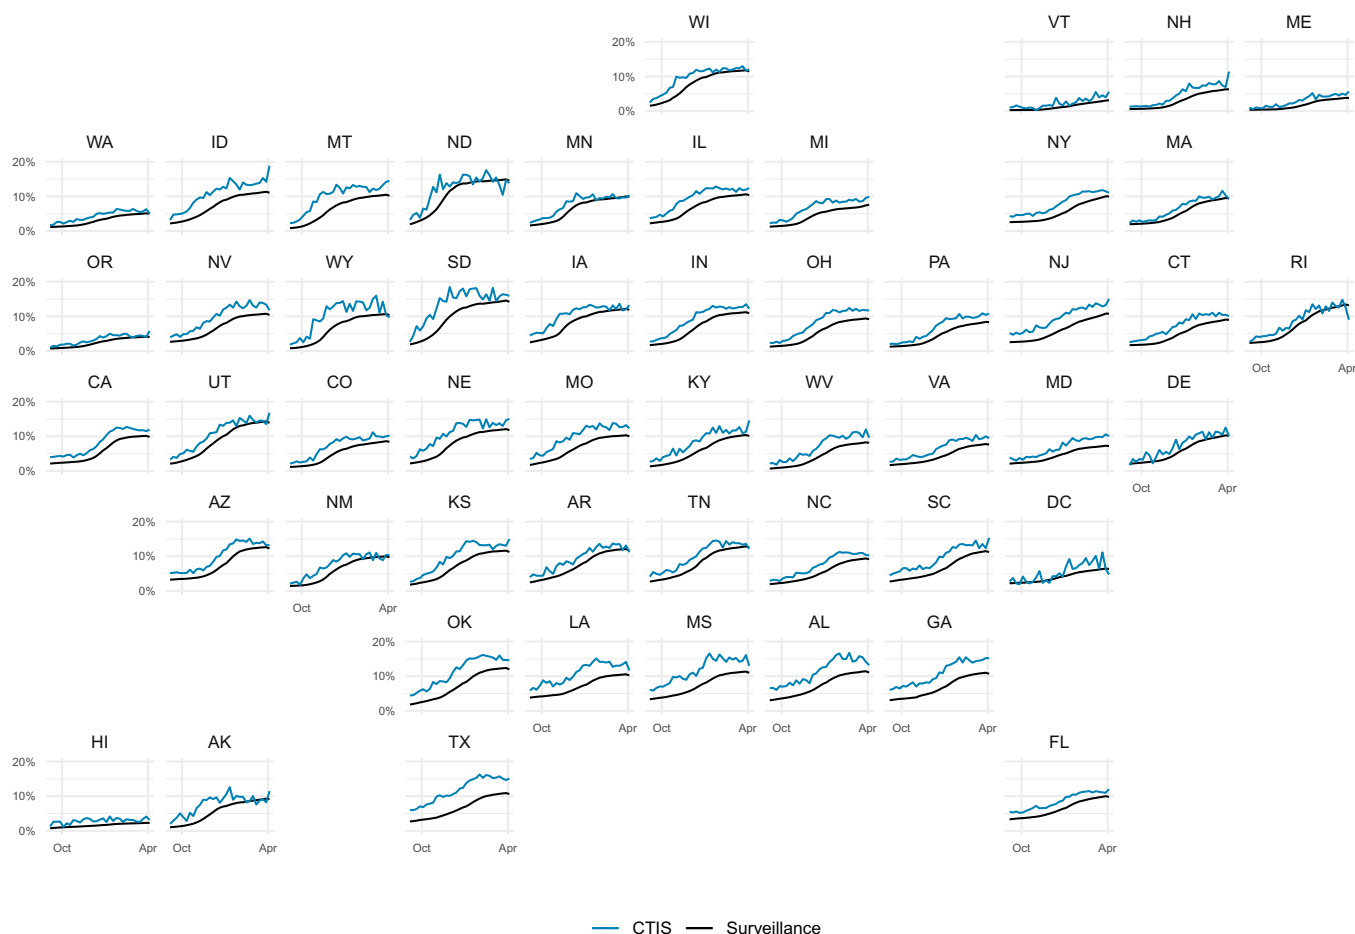 WI VT NH ME
20%
10%
0%
WA ID MT ND MN IL MI NY MA
20%
10%
0%
OR NV WY SD IA IN OH PA NJ CT RI
20%
10%
0%
Oct Apr
CA UT CO NE MO KY WV VA MD DE
20%
10%
0%
Oct Apr
AZ NM KS AR TN NC SC DC
20%
10%
0%
Oct Apr
OK LA MS AL GA
20%
10%
0%
Oct Apr Oct Apr Oct Apr Oct Apr
HI AK TX FL
20%
10%
0%
Oct Apr Oct Apr Oct Apr Oct Apr
CTIS Surveillance